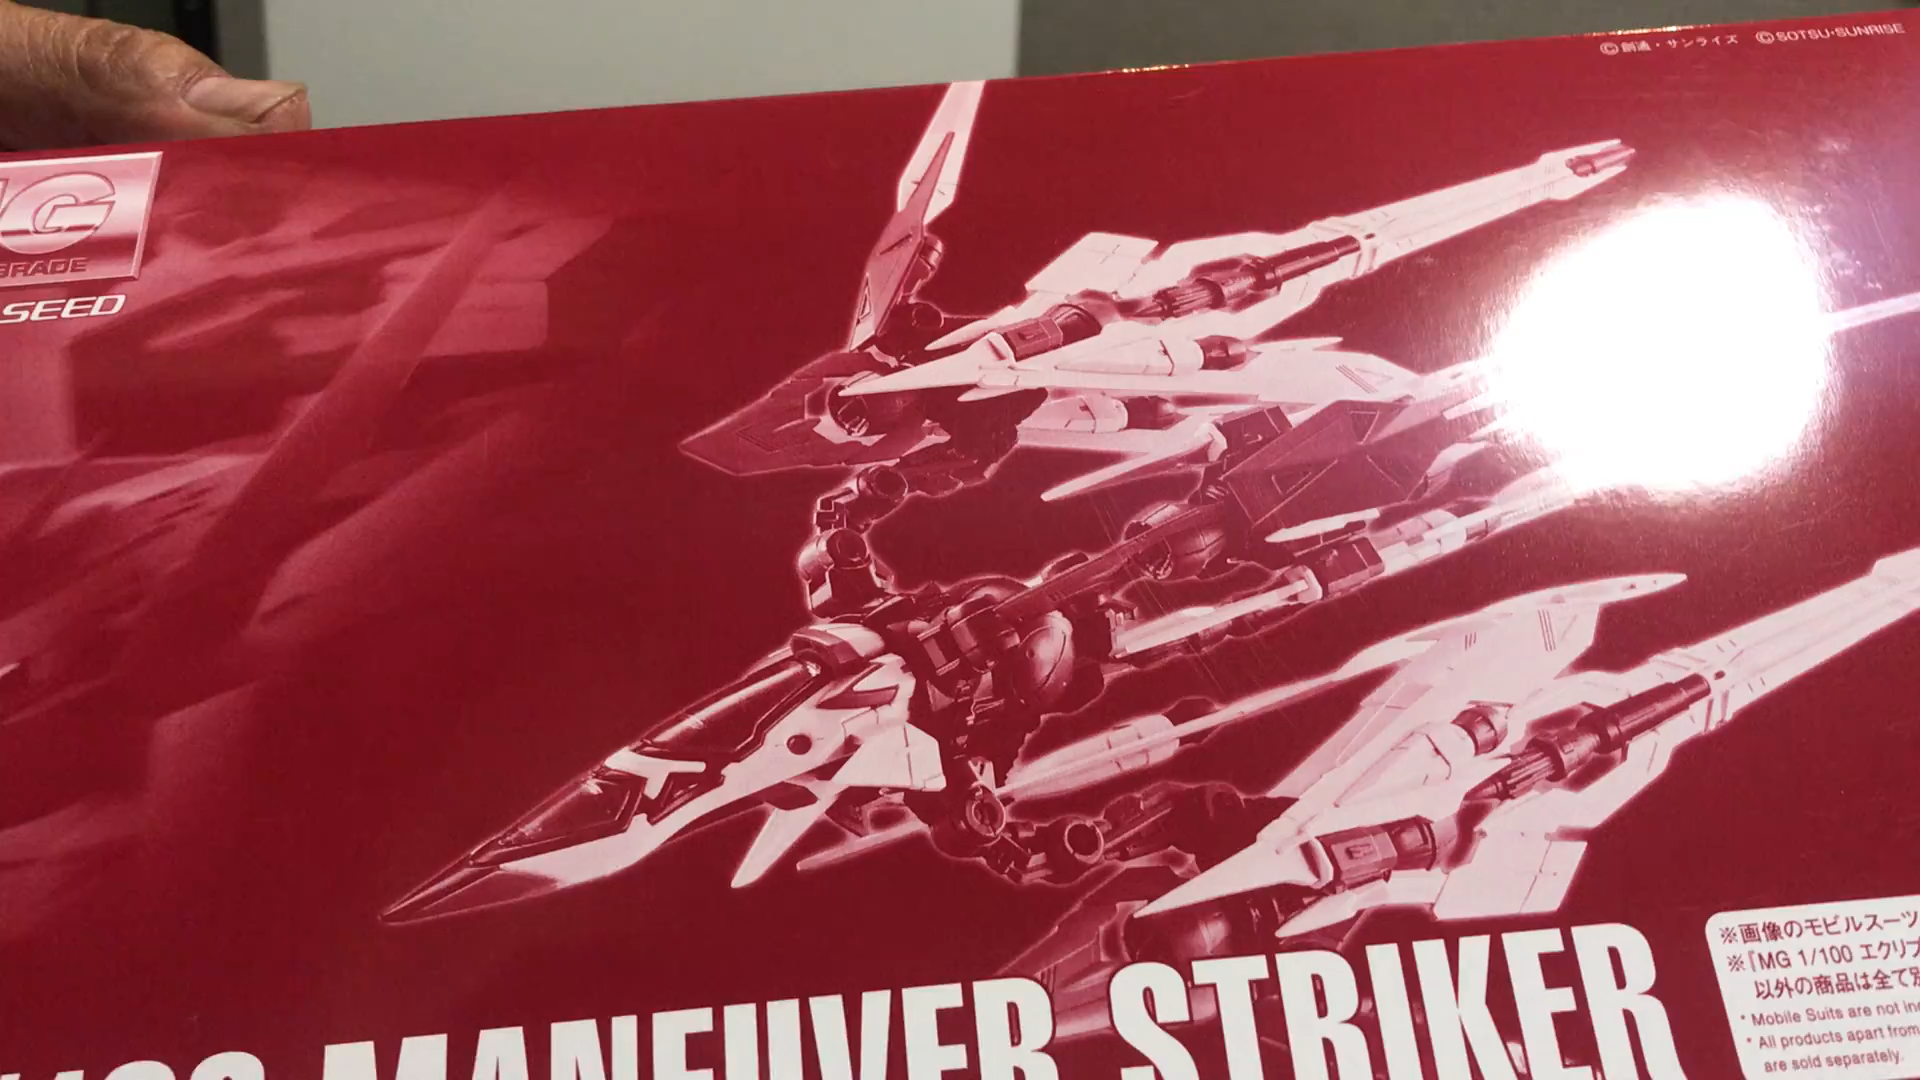 ©創通・サンライズ ©SOTSU・SUNRISE
SEED
MANEUVER STRIKER
※画像のモビルスーツ
※『MG 1/100 エクリプ
以外の商品は全て別
* Mobile Suits are not inc
* All products apart from
are sold separately.